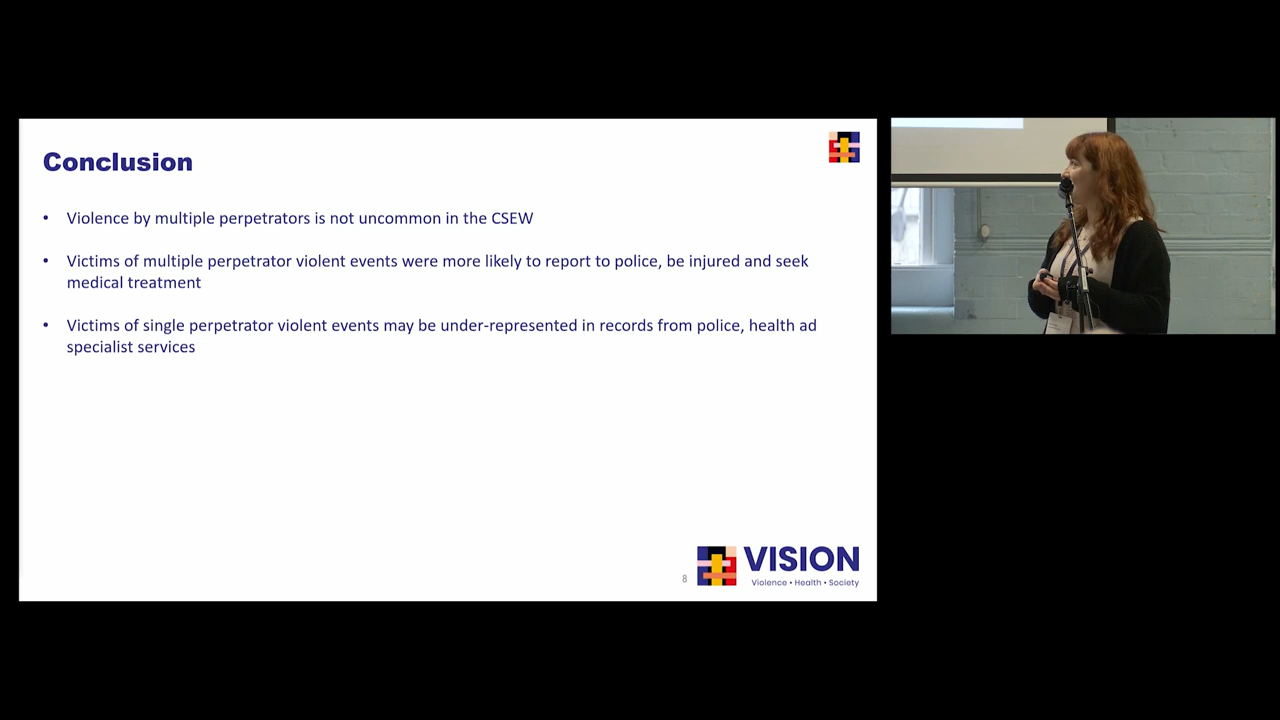 Conclusion
• Violence by multiple perpetrators is not uncommon in the CSEW
• Victims of multiple perpetrator violent events were more likely to report to police, be injured and seek
medical treatment
• Victims of single perpetrator violent events may be under-represented in records from police, health ad
specialist services
8
VISION
Violence • Health • Society